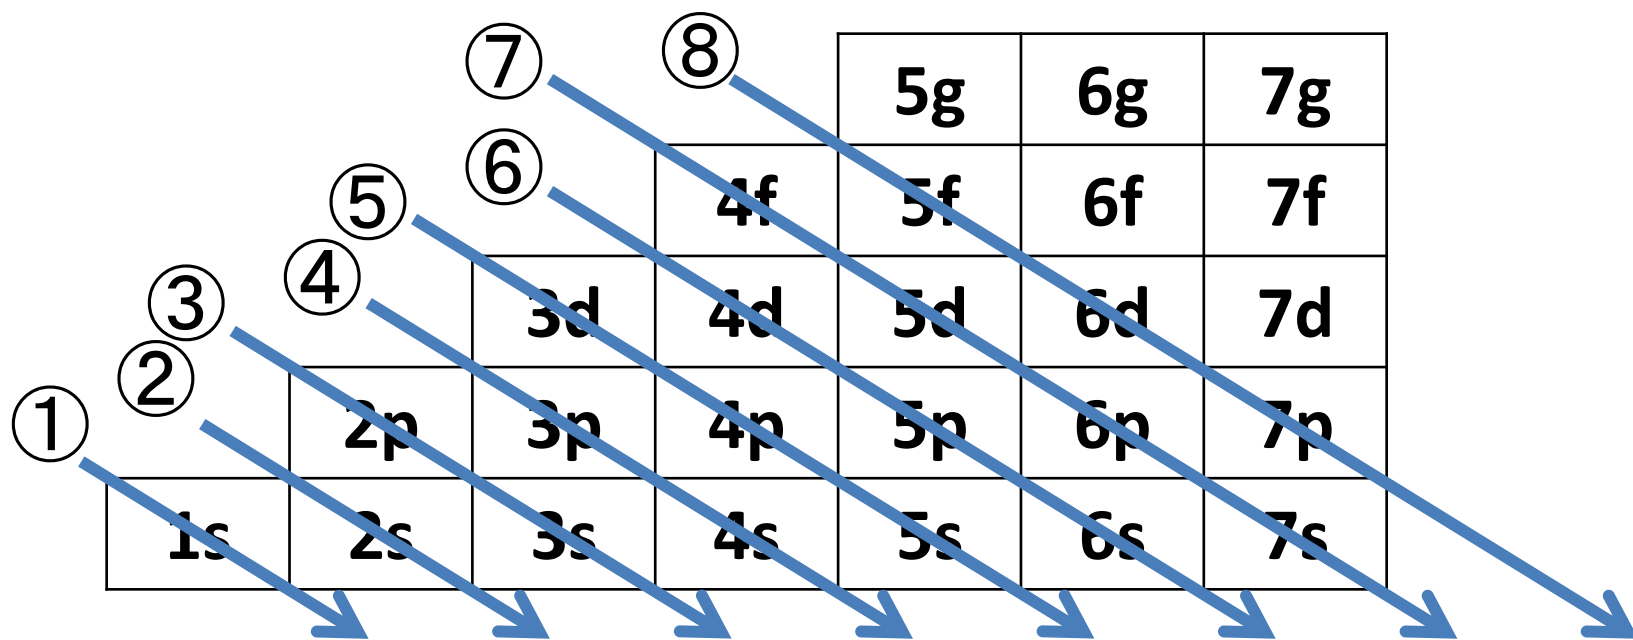 ⑦ ⑧
5g 6g 7g
⑥
⑤ 4f 5f 6f 7f
④
③ 3d 4d 5d 6d 7d
②
① 2p 3p 4p 5p 6p 7p
1s 2s 3s 4s 5s 6s 7s